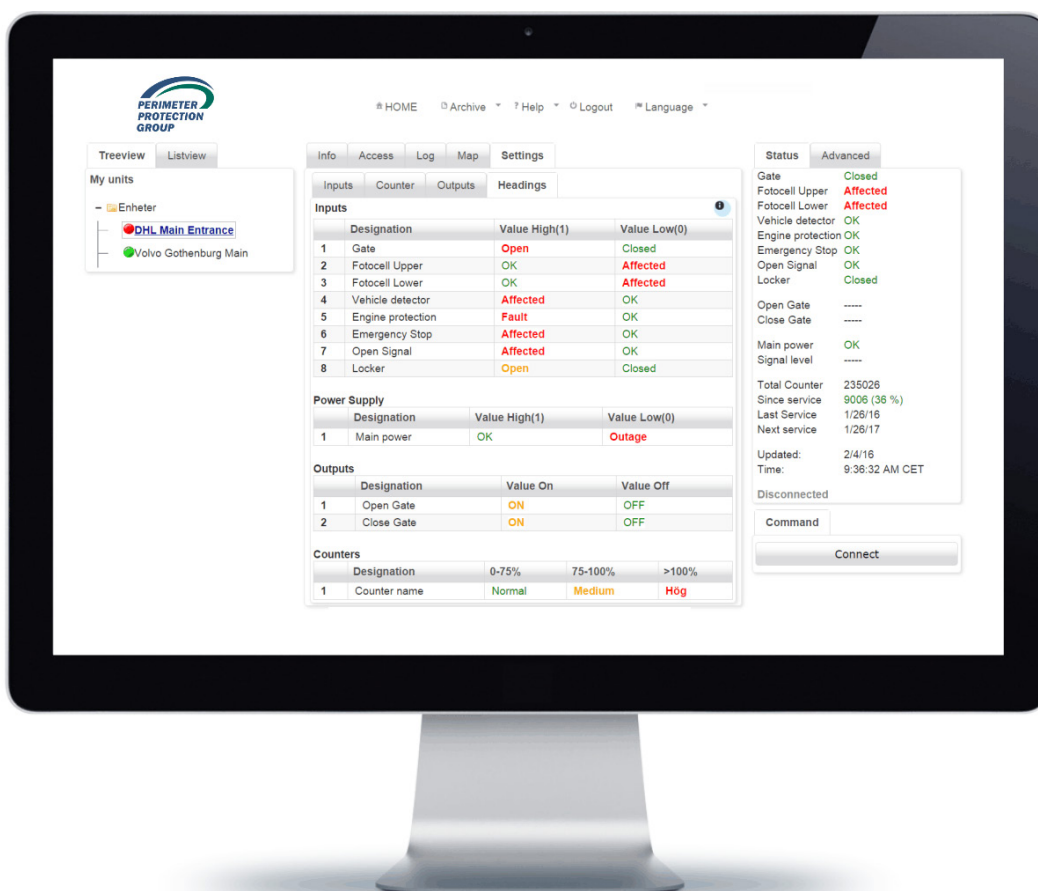 PERIMETER
PROTECTION
GROUP
HOME Archive ? Help Logout Language
Treeview Listview
My units
– Enheter
DHL Main Entrance
Volvo Gothenburg Main
Info Access Log Map Settings
Inputs Counter Outputs Headings
Inputs
Designation Value High(1) Value Low(0)
1 Gate Open Closed
2 Fotocell Upper OK Affected
3 Fotocell Lower OK Affected
4 Vehicle detector Affected OK
5 Engine protection Fault OK
6 Emergency Stop Affected OK
7 Open Signal Affected OK
8 Locker Open Closed
Power Supply
Designation Value High(1) Value Low(0)
1 Main power OK Outage
Outputs
Designation Value On Value Off
1 Open Gate ON OFF
2 Close Gate ON OFF
Counters
Designation 0-75% 75-100% >100%
1 Counter name Normal Medium Hög
Status Advanced
Gate Closed
Fotocell Upper Affected
Fotocell Lower Affected
Vehicle detector OK
Engine protection OK
Emergency Stop OK
Open Signal OK
Locker Closed
Open Gate -----
Close Gate -----
Main power OK
Signal level -----
Total Counter 235026
Since service 9006 (36 %)
Last Service 1/26/16
Next service 1/26/17
Updated: 2/4/16
Time: 9:36:32 AM CET
Disconnected
Command
Connect